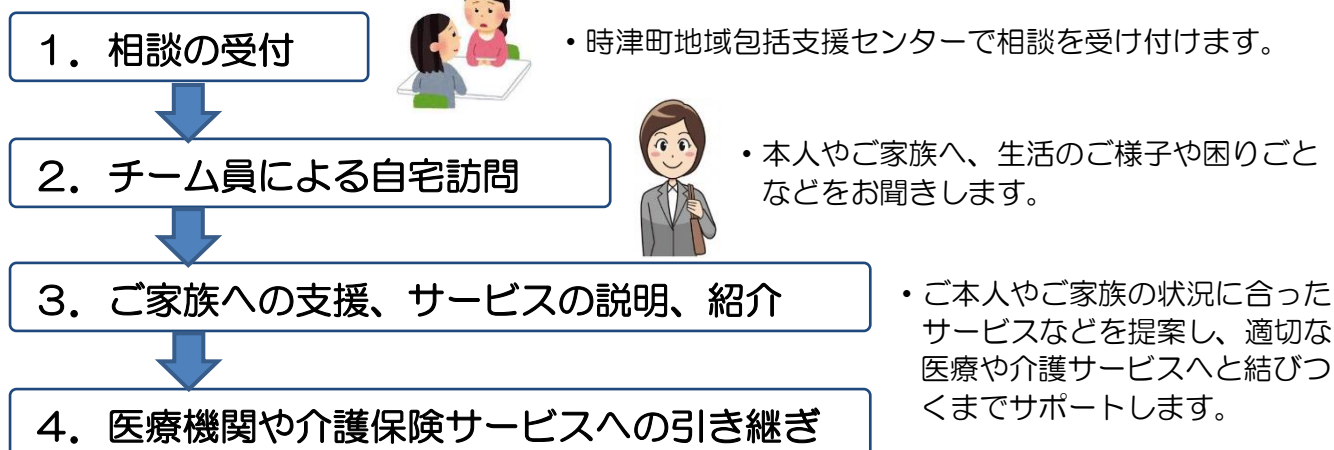 １．相談の受付
・時津町地域包括支援センターで相談を受け付けます。
２．チーム員による自宅訪問
・本人やご家族へ、生活のご様子や困りごと
などをお聞きします。
３．ご家族への支援、サービスの説明、紹介
・ご本人やご家族の状況に合った
サービスなどを提案し、適切な
医療や介護サービスへと結びつ
くまでサポートします。
４．医療機関や介護保険サービスへの引き継ぎ